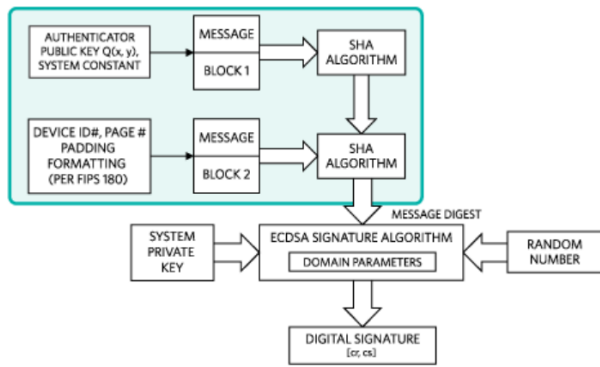 AUTHENTICATOR
PUBLIC KEY Q(x, y),
SYSTEM CONSTANT
MESSAGE
BLOCK 1
SHA
ALGORITHM
DEVICE ID#, PAGE #
PADDING
FORMATTING
(PER FIPS 180)
MESSAGE
BLOCK 2
SHA
ALGORITHM
MESSAGE DIGEST
SYSTEM
PRIVATE
KEY
ECDSA SIGNATURE ALGORITHM
DOMAIN PARAMETERS
RANDOM
NUMBER
DIGITAL SIGNATURE
[cr, cs]